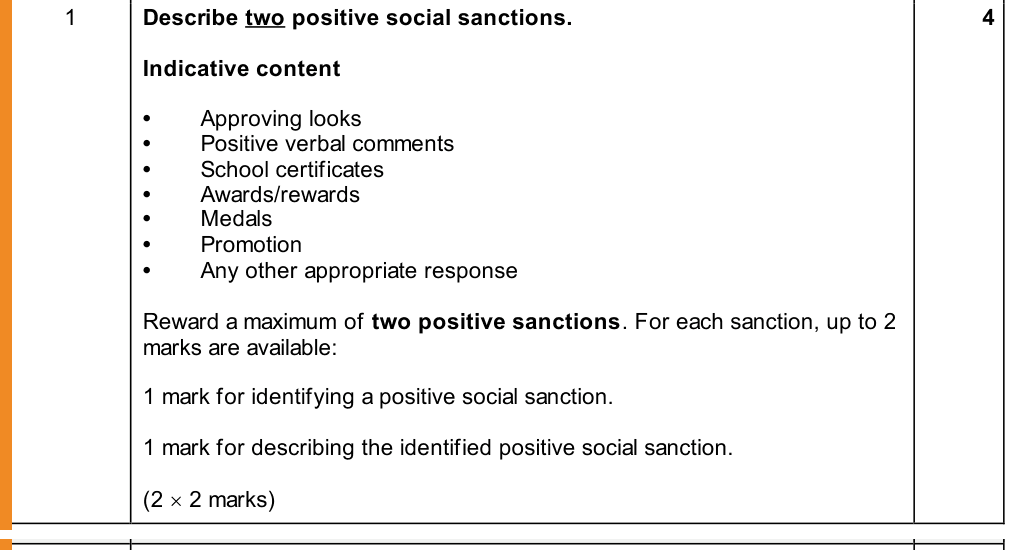 1 Describe two positive social sanctions. 4
Indicative content
• Approving looks
• Positive verbal comments
• School certificates
• Awards/rewards
• Medals
• Promotion
• Any other appropriate response
Reward a maximum of two positive sanctions. For each sanction, up to 2
marks are available:
1 mark for identifying a positive social sanction.
1 mark for describing the identified positive social sanction.
(2 × 2 marks)